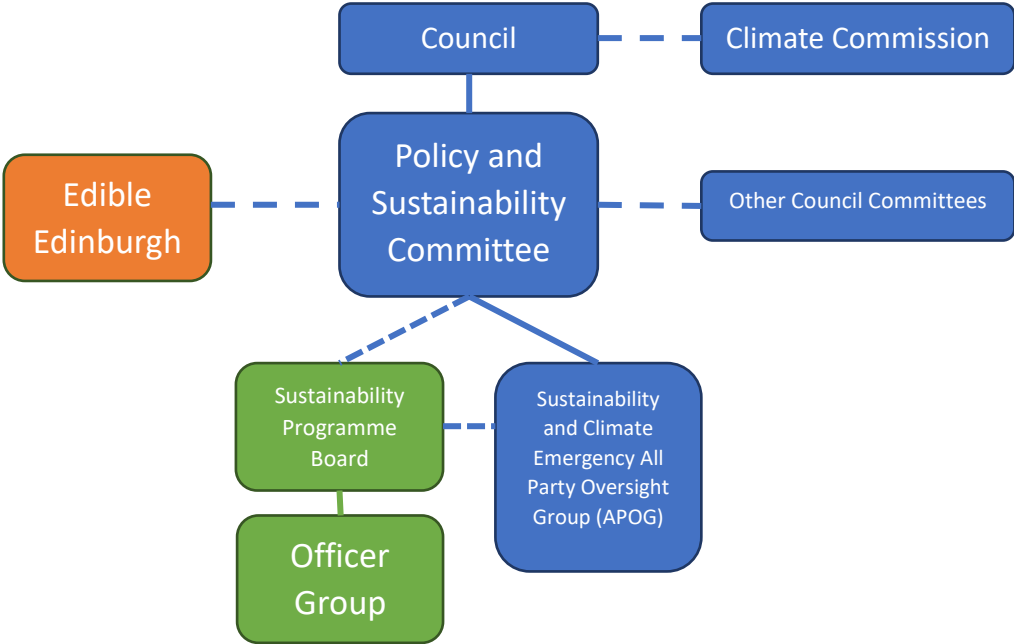 Council
Climate Commission
Policy and
Sustainability
Committee
Edible
Edinburgh
Other Council Committees
Sustainability
Programme
Board
Sustainability
and Climate
Emergency All
Party Oversight
Group (APOG)
Officer
Group